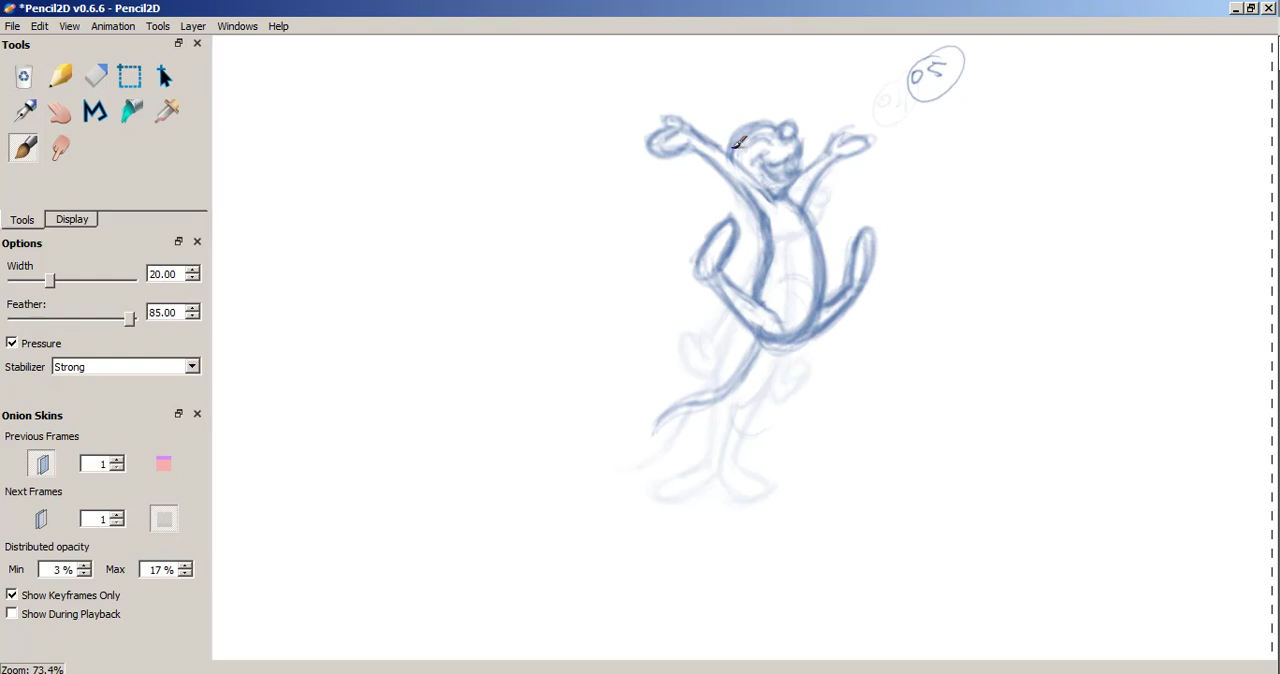 *Pencil2D v0.6.6 - Pencil2D
File Edit View Animation Tools Layer Windows Help
Tools
Tools Display
Options
Width
20.00
Feather:
85.00
Pressure
Stabilizer Strong
Onion Skins
Previous Frames
1
Next Frames
1
Distributed opacity
Min 3 % Max 17 %
Show Keyframes Only
Show During Playback
Zoom: 73.4%
05